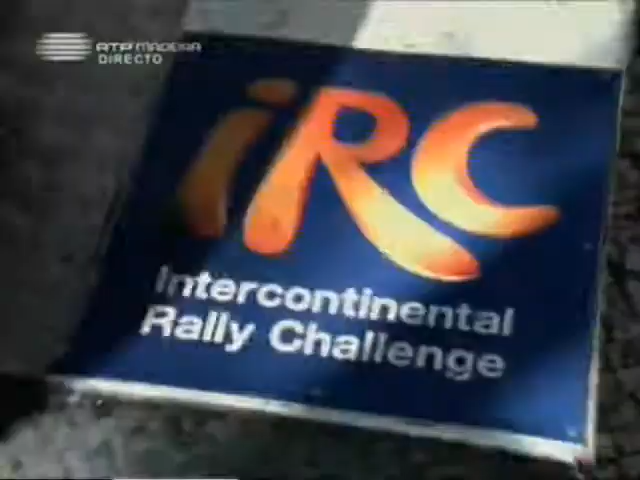 RTP MADEIRA
DIRECTO
iRC
Intercontinental
Rally Challenge